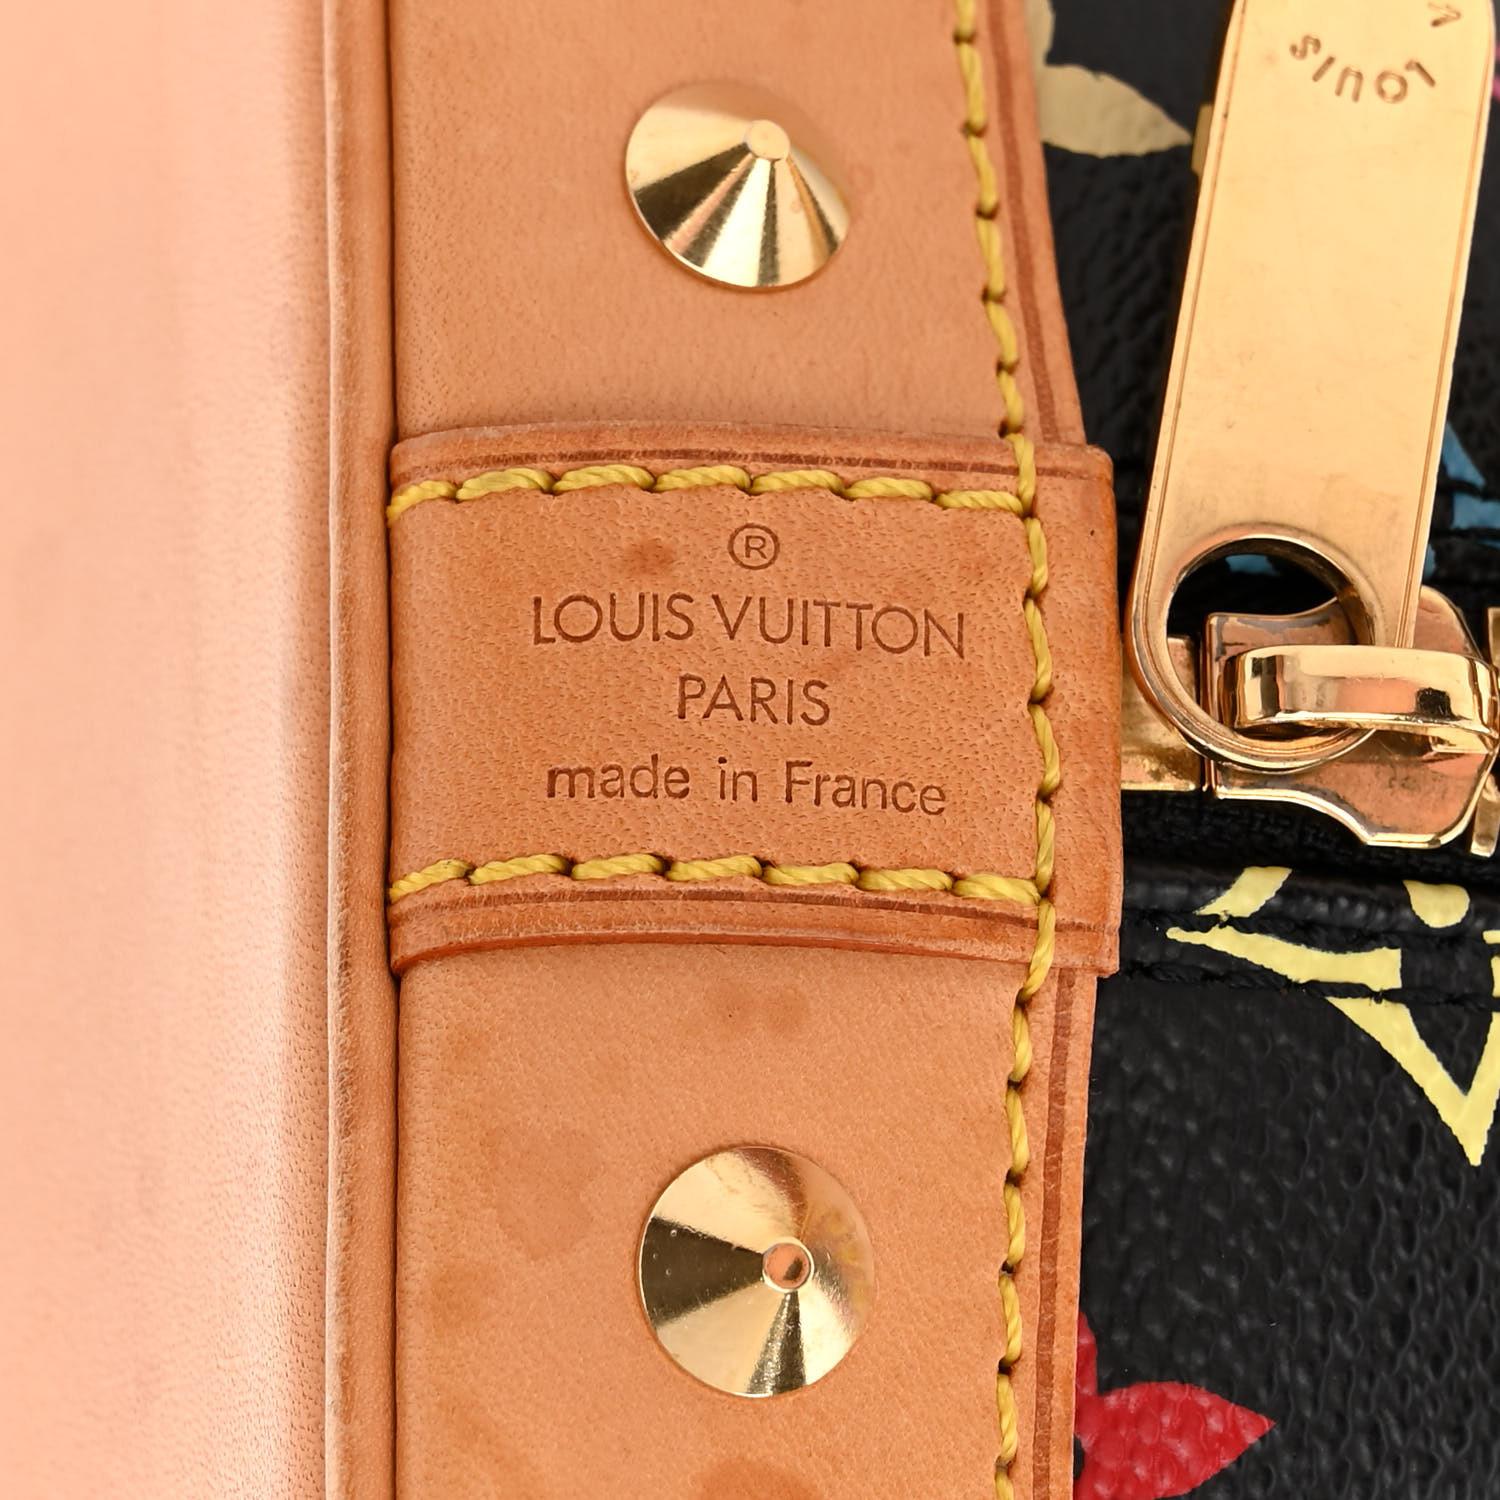 LOUIS V
®
LOUIS VUITTON
PARIS
made in France